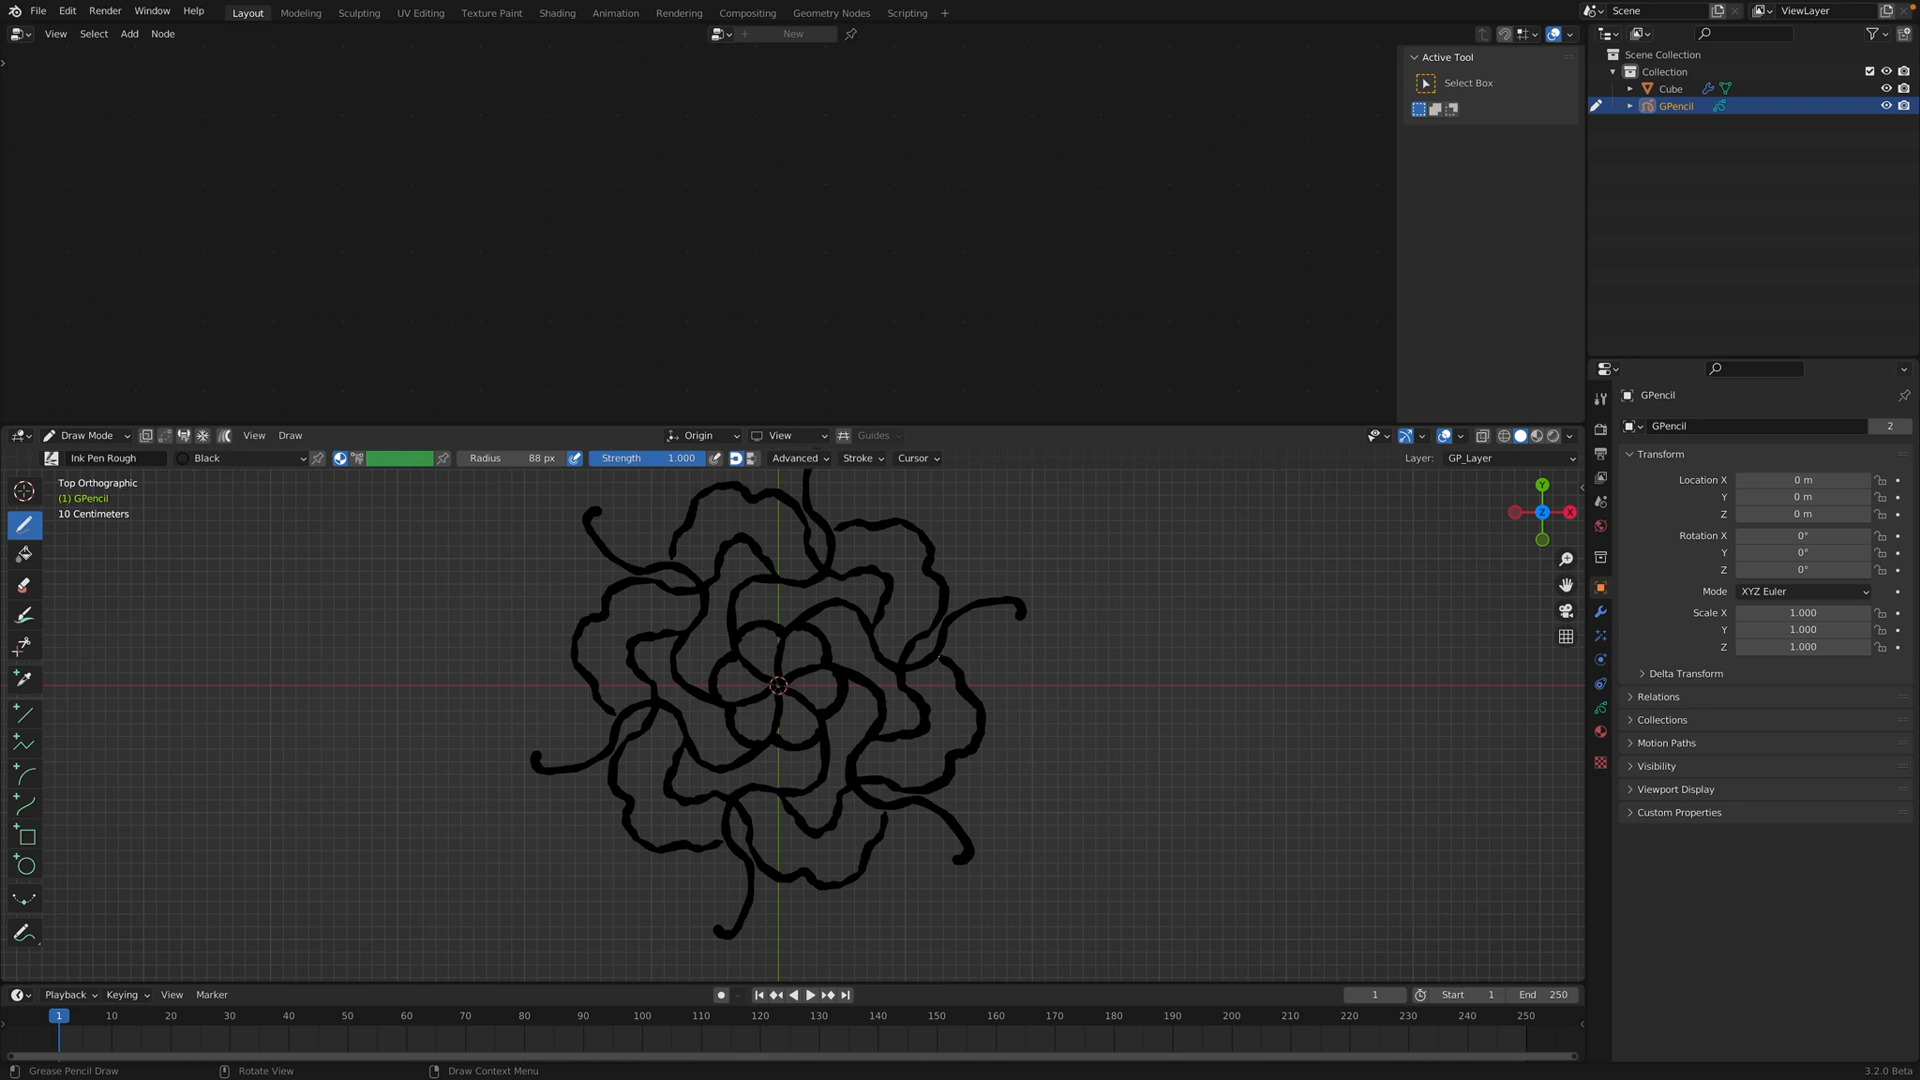 File Edit Render Window Help Layout Modeling Sculpting UV Editing Texture Paint Shading Animation Rendering Compositing Geometry Nodes Scripting + Scene ViewLayer
View Select Add Node New
Active Tool
Select Box
Scene Collection
Collection
Cube
GPencil
GPencil
GPencil 2
Transform
Location X 0 m
Y 0 m
Z 0 m
Rotation X 0°
Y 0°
Z 0°
Mode XYZ Euler
Scale X 1.000
Y 1.000
Z 1.000
Delta Transform
Relations
Collections
Motion Paths
Visibility
Viewport Display
Custom Properties
Draw Mode View Draw Origin View Guides
Ink Pen Rough Black Radius 88 px Strength 1.000 Advanced Stroke Cursor Layer: GP_Layer
Top Orthographic
(1) GPencil
10 Centimeters
Y
Z X
Playback Keying View Marker 1 Start 1 End 250
1 10 20 30 40 50 60 70 80 90 100 110 120 130 140 150 160 170 180 190 200 210 220 230 240 250
Grease Pencil Draw Rotate View Draw Context Menu 3.2.0 Beta